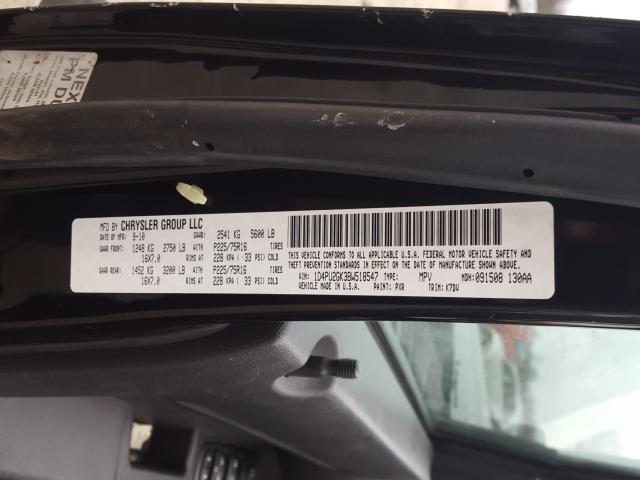 NEX
PM D
MFD BY CHRYSLER GROUP LLC
DATE OF MFR: 9-10 GVWR: 2541 KG 5600 LB
GAWR FRONT: 1248 KG 2750 LB WITH P225/75R16 TIRES
16X7.0 RIMS AT 228 KPA ( 33 PSI) COLD
GAWR REAR: 1452 KG 3200 LB WITH P225/75R16 TIRES
16X7.0 RIMS AT 228 KPA ( 33 PSI) COLD
THIS VEHICLE CONFORMS TO ALL APPLICABLE U.S.A. FEDERAL MOTOR VEHICLE SAFETY AND
THEFT PREVENTION STANDARDS IN EFFECT ON THE DATE OF MANUFACTURE SHOWN ABOVE.
VIN: 1D4PU2GK3BW518547 TYPE: MPV MDH: 091508 130AA
VEHICLE MADE IN U.S.A. PAINT: PXR TRIM: K7DV